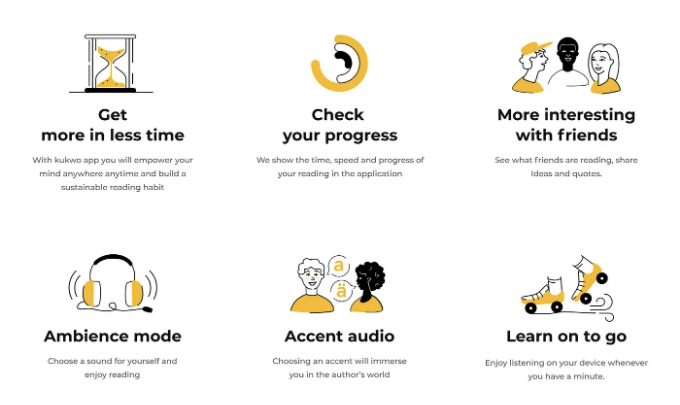 Get
more in less time
With kukwo app you will empower your
mind anywhere anytime and build a
sustainable reading habit
Check
your progress
We show the time, speed and progress of
your reading in the application
More interesting
with friends
See what friends are reading, share
Ideas and quotes.
Ambience mode
Choose a sound for yourself and
enjoy reading
a
ä
Accent audio
Choosing an accent will immerse
you in the author's world
Learn on to go
Enjoy listening on your device whenever
you have a minute.